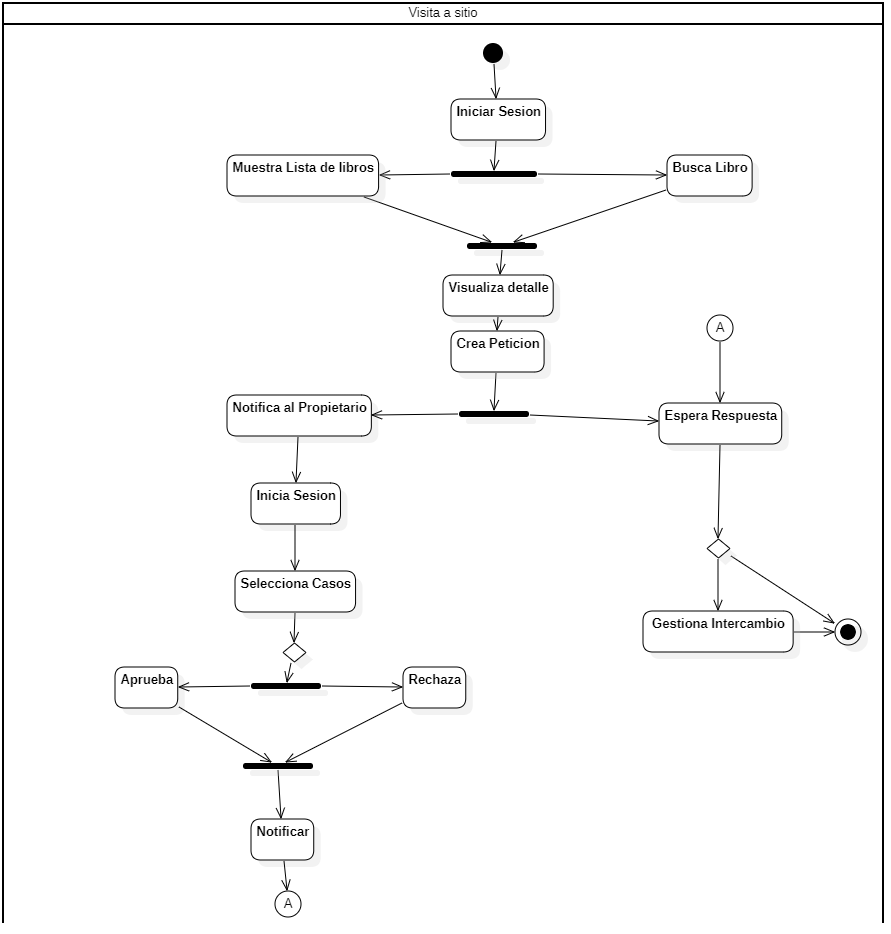 Visita a sitio
Iniciar Sesion
Muestra Lista de libros
Busca Libro
Visualiza detalle
A
Crea Peticion
Notifica al Propietario
Espera Respuesta
Inicia Sesion
Selecciona Casos
Gestiona Intercambio
Aprueba
Rechaza
Notificar
A